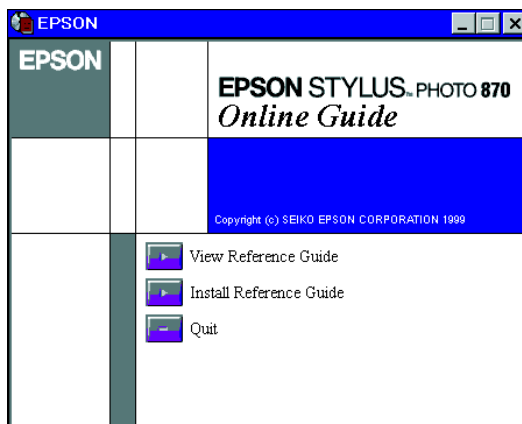 EPSON
EPSON
EPSON STYLUS™ PHOTO 870
Online Guide
Copyright (c) SEIKO EPSON CORPORATION 1999
View Reference Guide
Install Reference Guide
Quit